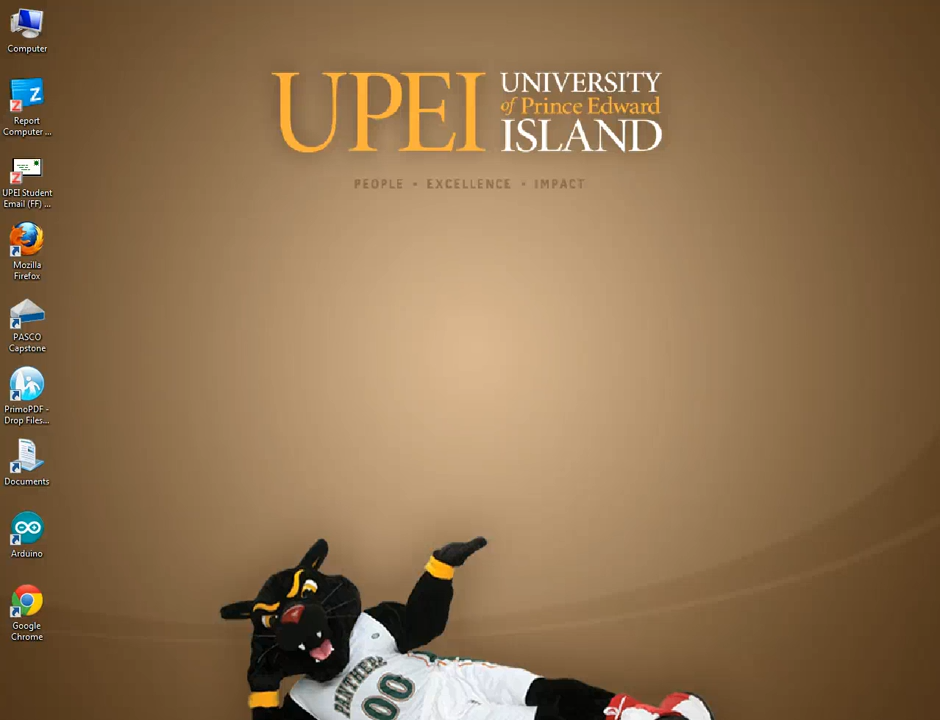 Computer
Report
Computer ...
UPEI Student
Email (FF) ...
Mozilla
Firefox
PASCO
Capstone
PrimoPDF -
Drop Files...
Documents
Arduino
Google
Chrome
UPEI
UNIVERSITY
of Prince Edward
ISLAND
PEOPLE • EXCELLENCE • IMPACT
PANTHERS
00